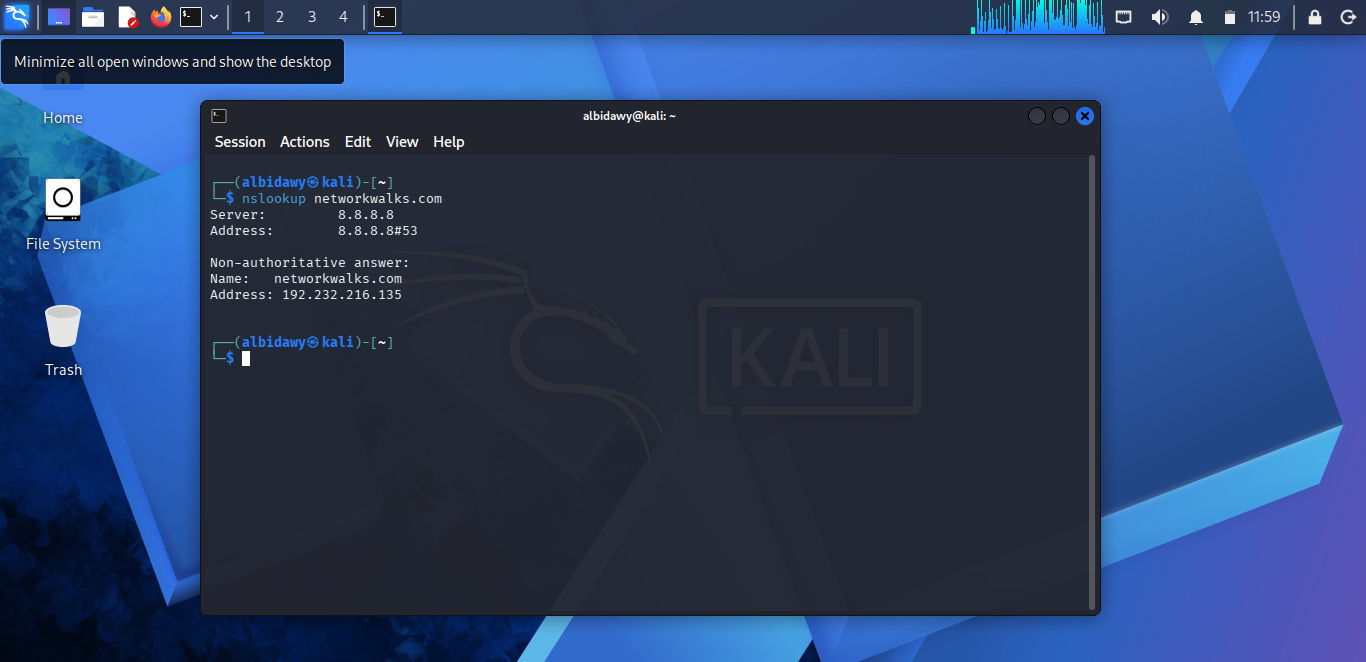 1 2 3 4 11:59
Minimize all open windows and show the desktop
Home
File System
Trash
albidawy@kali: ~
Session Actions Edit View Help
┌──(albidawy㉿kali)-[~]
└─$ nslookup networkwalks.com
Server:         8.8.8.8
Address:        8.8.8.8#53
Non-authoritative answer:
Name:   networkwalks.com
Address: 192.232.216.135
┌──(albidawy㉿kali)-[~]
└─$
KALI